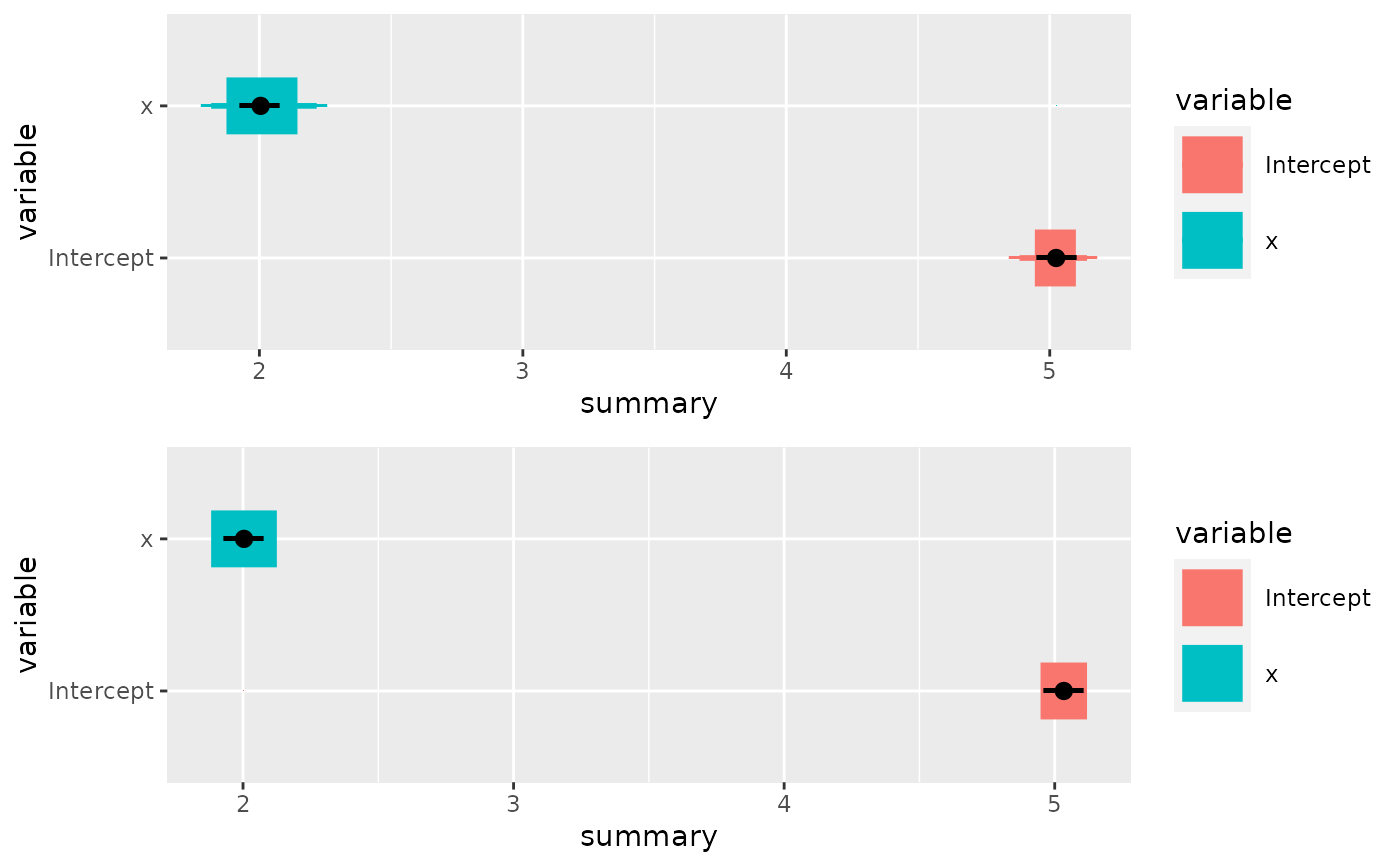 variable
x
Intercept
2 3 4 5
summary
variable
Intercept
x
variable
x
Intercept
2 3 4 5
summary
variable
Intercept
x